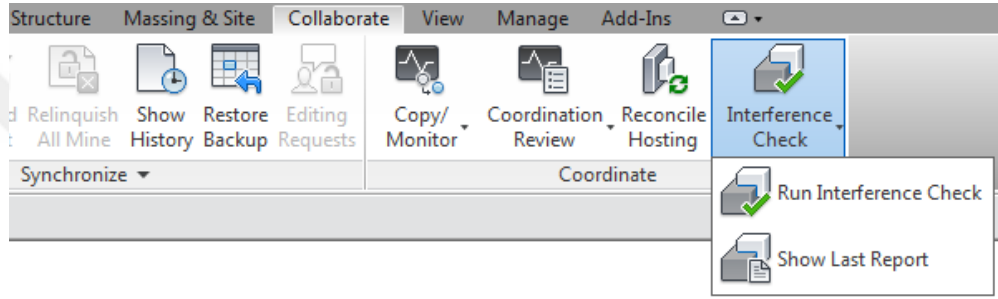 Structure Massing & Site Collaborate View Manage Add-Ins
Relinquish All Mine
Show History
Restore Backup
Editing Requests
Copy/ Monitor
Coordination Review
Reconcile Hosting
Interference Check
Synchronize
Coordinate
Run Interference Check
Show Last Report